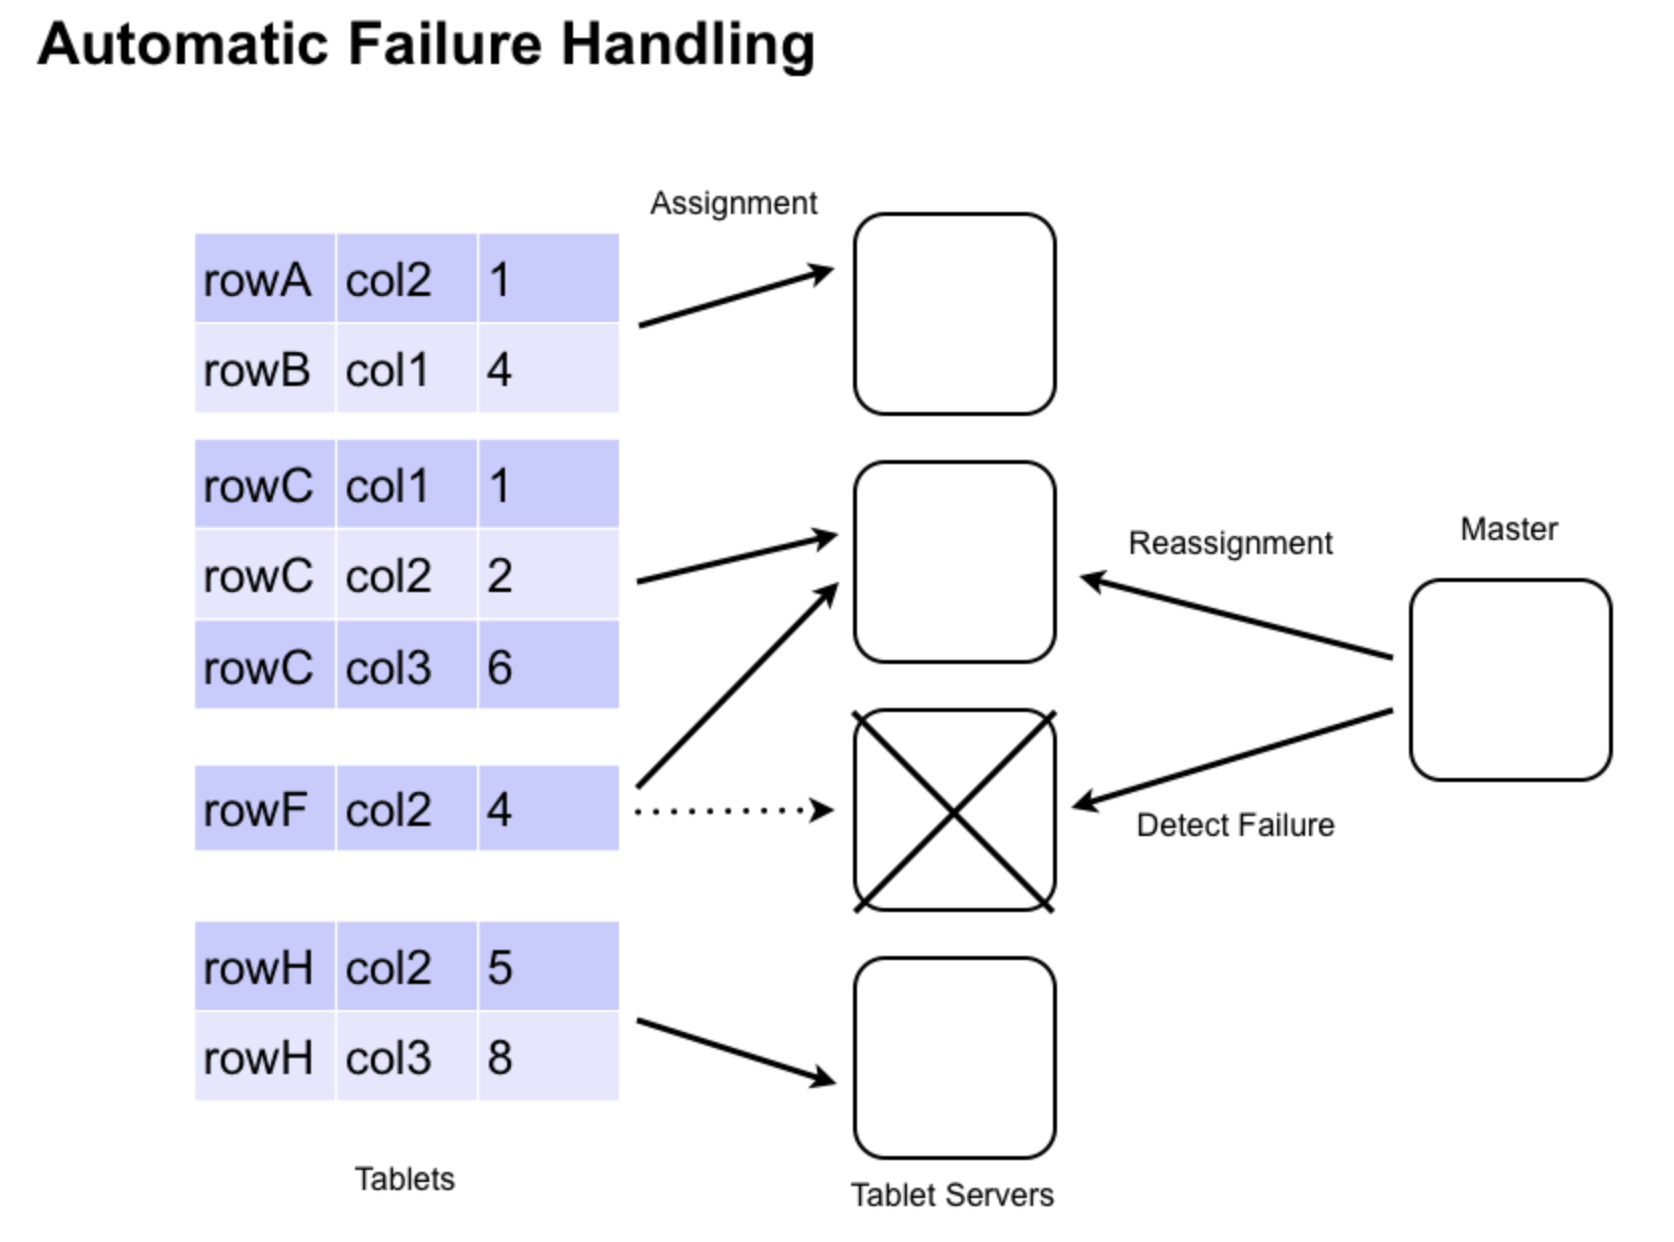 Automatic Failure Handling
Assignment
rowA col2 1
rowB col1 4
rowC col1 1
rowC col2 2
rowC col3 6
rowF col2 4
rowH col2 5
rowH col3 8
Tablets
Tablet Servers
Reassignment
Master
Detect Failure